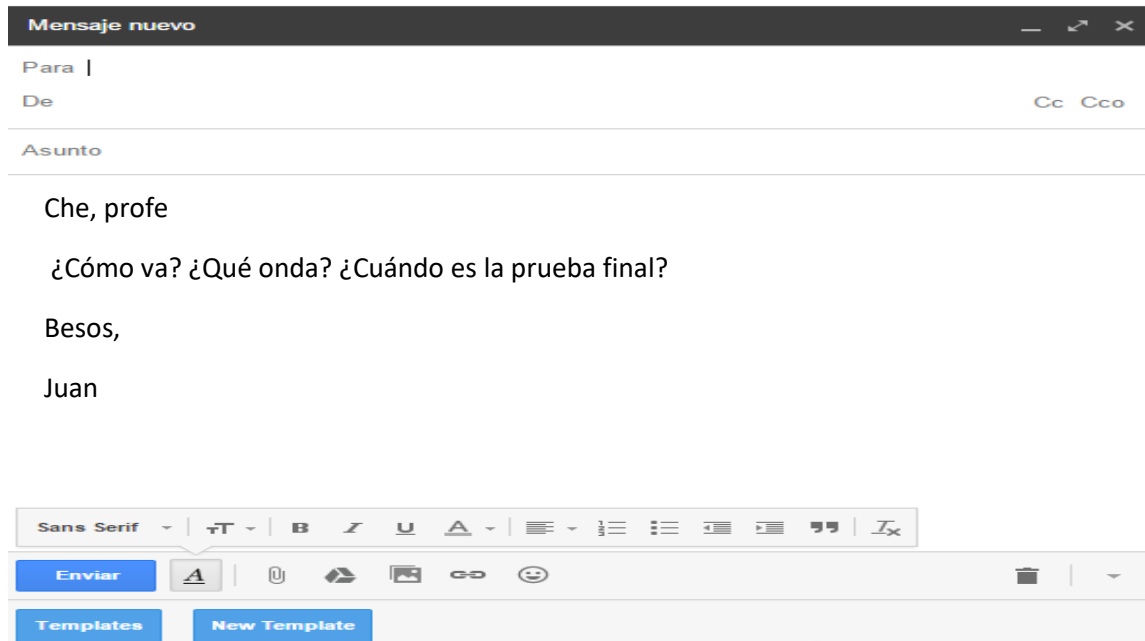 Mensaje nuevo
Para
De Cc Cco
Asunto
Che, profe
¿Cómo va? ¿Qué onda? ¿Cuándo es la prueba final?
Besos,
Juan
Sans Serif
Enviar
Templates New Template